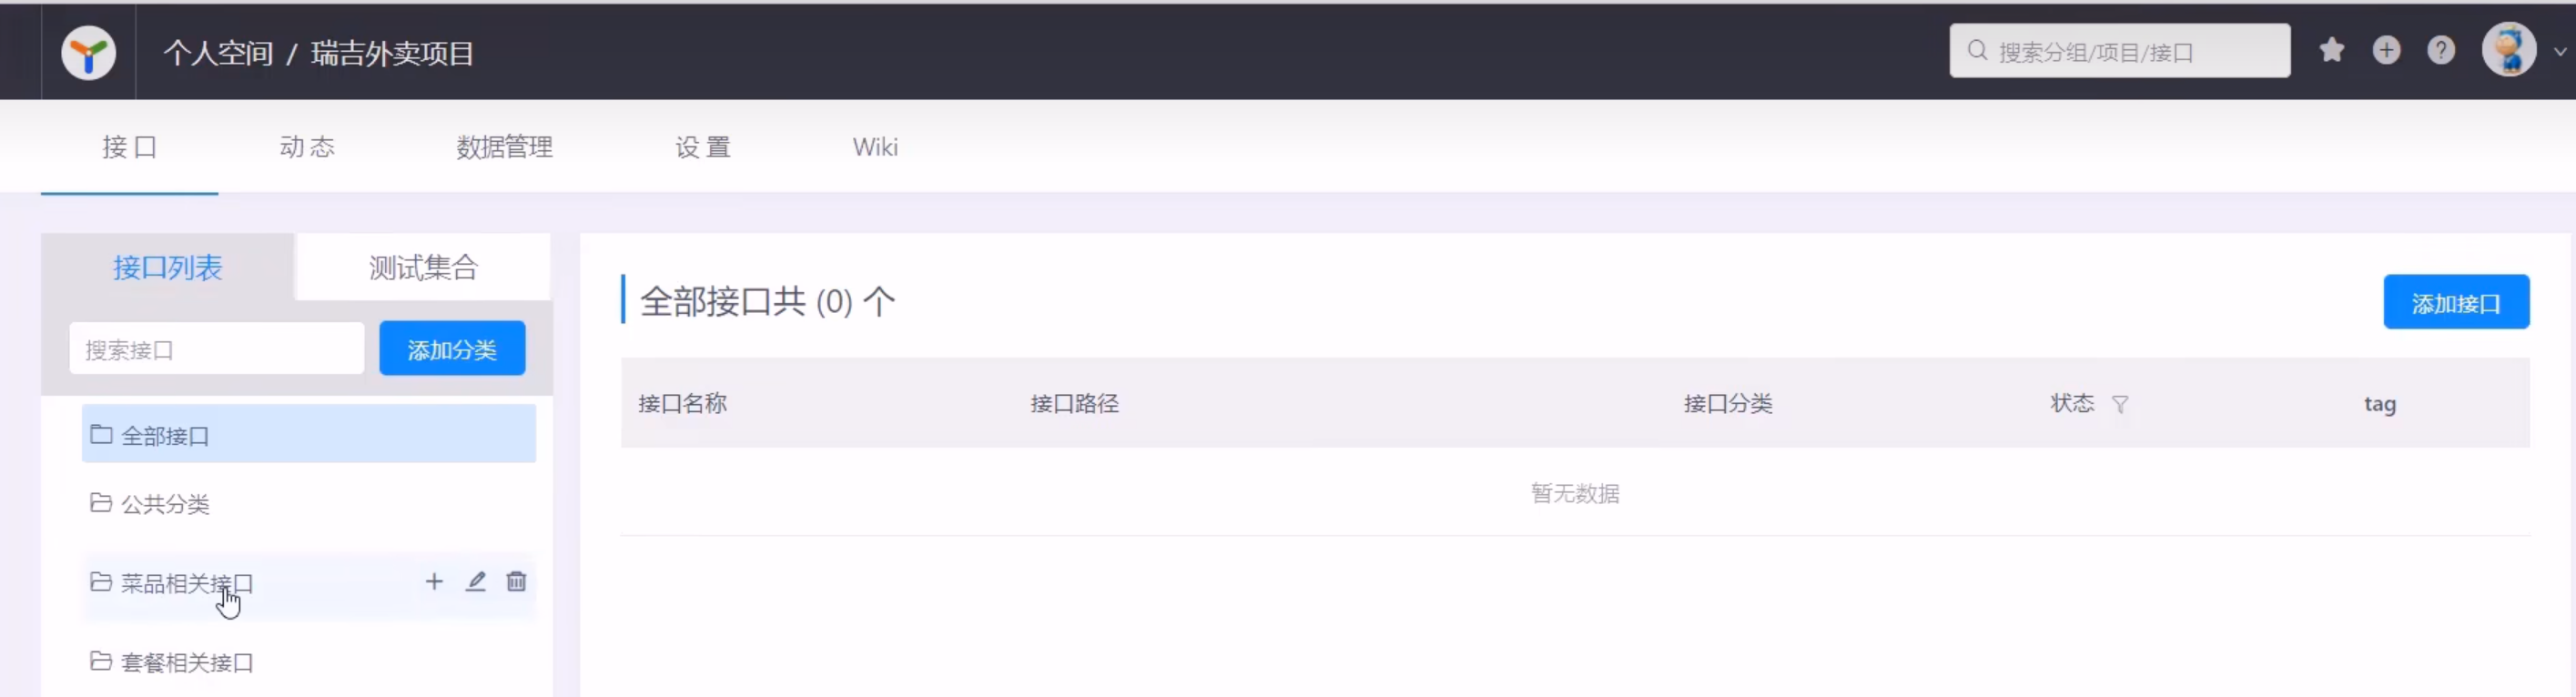 个人空间 / 瑞吉外卖项目
搜索分组/项目/接口
接口
动态
数据管理
设置
Wiki
接口列表
测试集合
搜索接口
添加分类
全部接口
公共分类
菜品相关接口
套餐相关接口
全部接口共 (0) 个
添加接口
接口名称
接口路径
接口分类
状态
tag
暂无数据